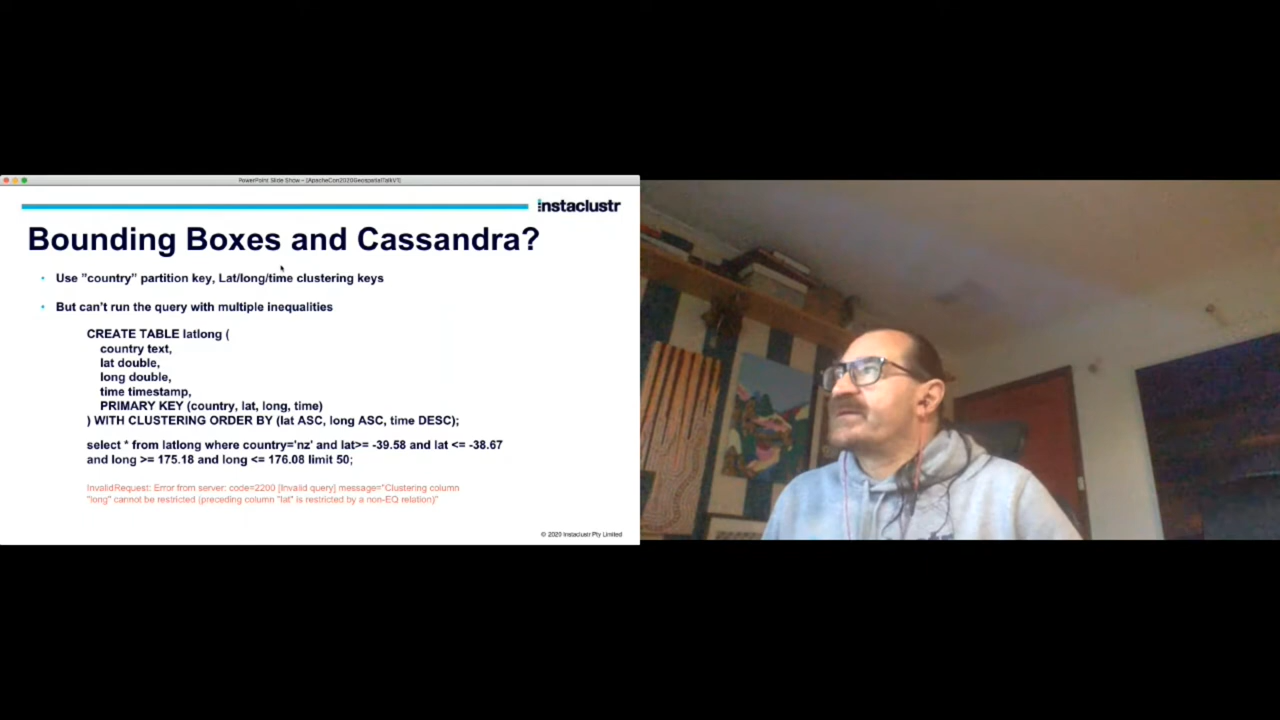 PowerPoint Slide Show - [ApacheCon2020GeospatialTalkV1]
instaclustr
Bounding Boxes and Cassandra?
• Use ”country” partition key, Lat/long/time clustering keys
• But can’t run the query with multiple inequalities
CREATE TABLE latlong (
country text,
lat double,
long double,
time timestamp,
PRIMARY KEY (country, lat, long, time)
) WITH CLUSTERING ORDER BY (lat ASC, long ASC, time DESC);
select * from latlong where country='nz' and lat>= -39.58 and lat <= -38.67
and long >= 175.18 and long <= 176.08 limit 50;
InvalidRequest: Error from server: code=2200 [Invalid query] message="Clustering column
"long" cannot be restricted (preceding column "lat" is restricted by a non-EQ relation)"
© 2020 Instaclustr Pty Limited